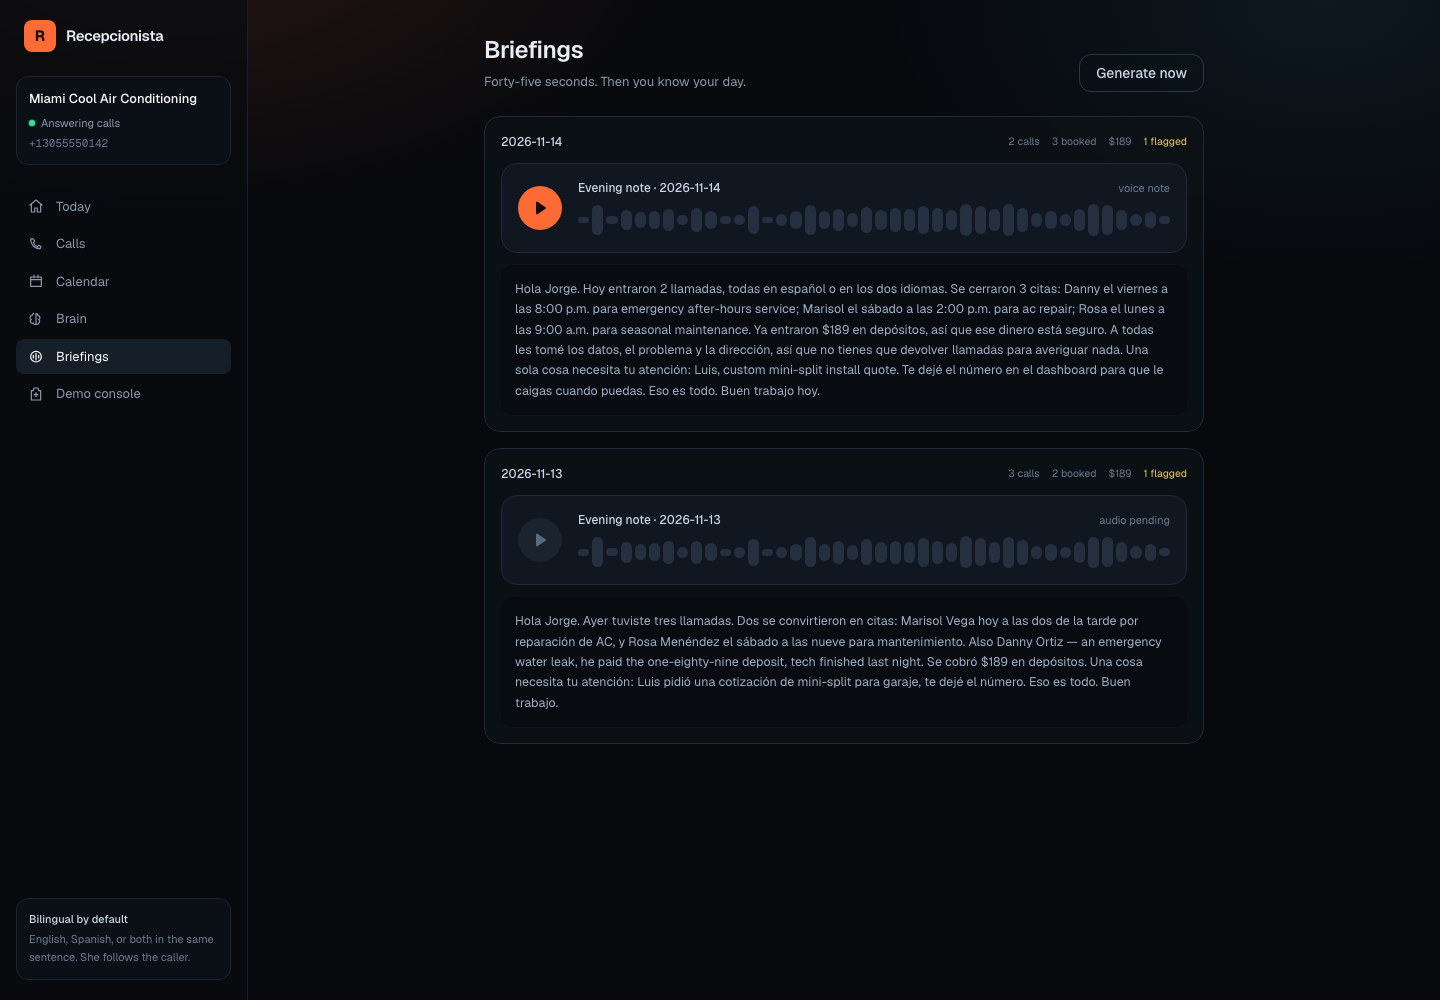 R Recepcionista
Miami Cool Air Conditioning
Answering calls
+13055550142
Today
Calls
Calendar
Brain
Briefings
Demo console
Bilingual by default
English, Spanish, or both in the same
sentence. She follows the caller.
Briefings
Forty-five seconds. Then you know your day.
Generate now
2026-11-14
2 calls 3 booked $189 1 flagged
Evening note · 2026-11-14
voice note
Hola Jorge. Hoy entraron 2 llamadas, todas en español o en los dos idiomas. Se cerraron 3 citas: Danny el viernes a
las 8:00 p.m. para emergency after-hours service; Marisol el sábado a las 2:00 p.m. para ac repair; Rosa el lunes a
las 9:00 a.m. para seasonal maintenance. Ya entraron $189 en depósitos, así que ese dinero está seguro. A todas
les tomé los datos, el problema y la dirección, así que no tienes que devolver llamadas para averiguar nada. Una
sola cosa necesita tu atención: Luis, custom mini-split install quote. Te dejé el número en el dashboard para que le
caigas cuando puedas. Eso es todo. Buen trabajo hoy.
2026-11-13
3 calls 2 booked $189 1 flagged
Evening note · 2026-11-13
audio pending
Hola Jorge. Ayer tuviste tres llamadas. Dos se convirtieron en citas: Marisol Vega hoy a las dos de la tarde por
reparación de AC, y Rosa Menéndez el sábado a las nueve para mantenimiento. Also Danny Ortiz — an emergency
water leak, he paid the one-eighty-nine deposit, tech finished last night. Se cobró $189 en depósitos. Una cosa
necesita tu atención: Luis pidió una cotización de mini-split para garaje, te dejé el número. Eso es todo. Buen
trabajo.